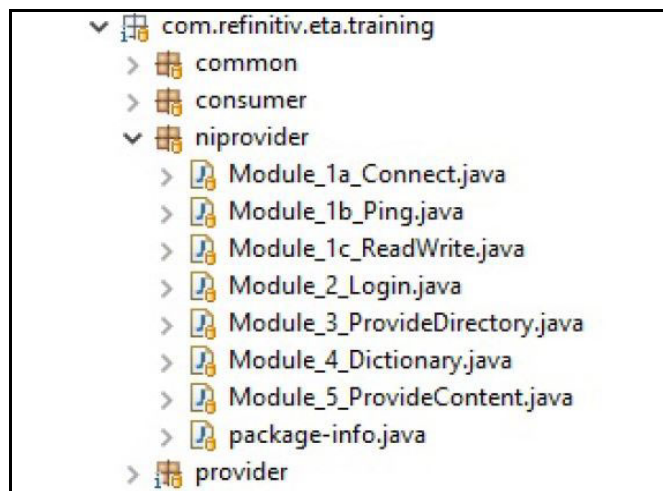 com.refinitiv.eta.training
common
consumer
niprovider
Module_1a_Connect.java
Module_1b_Ping.java
Module_1c_ReadWrite.java
Module_2_Login.java
Module_3_ProvideDirectory.java
Module_4_Dictionary.java
Module_5_ProvideContent.java
package-info.java
provider